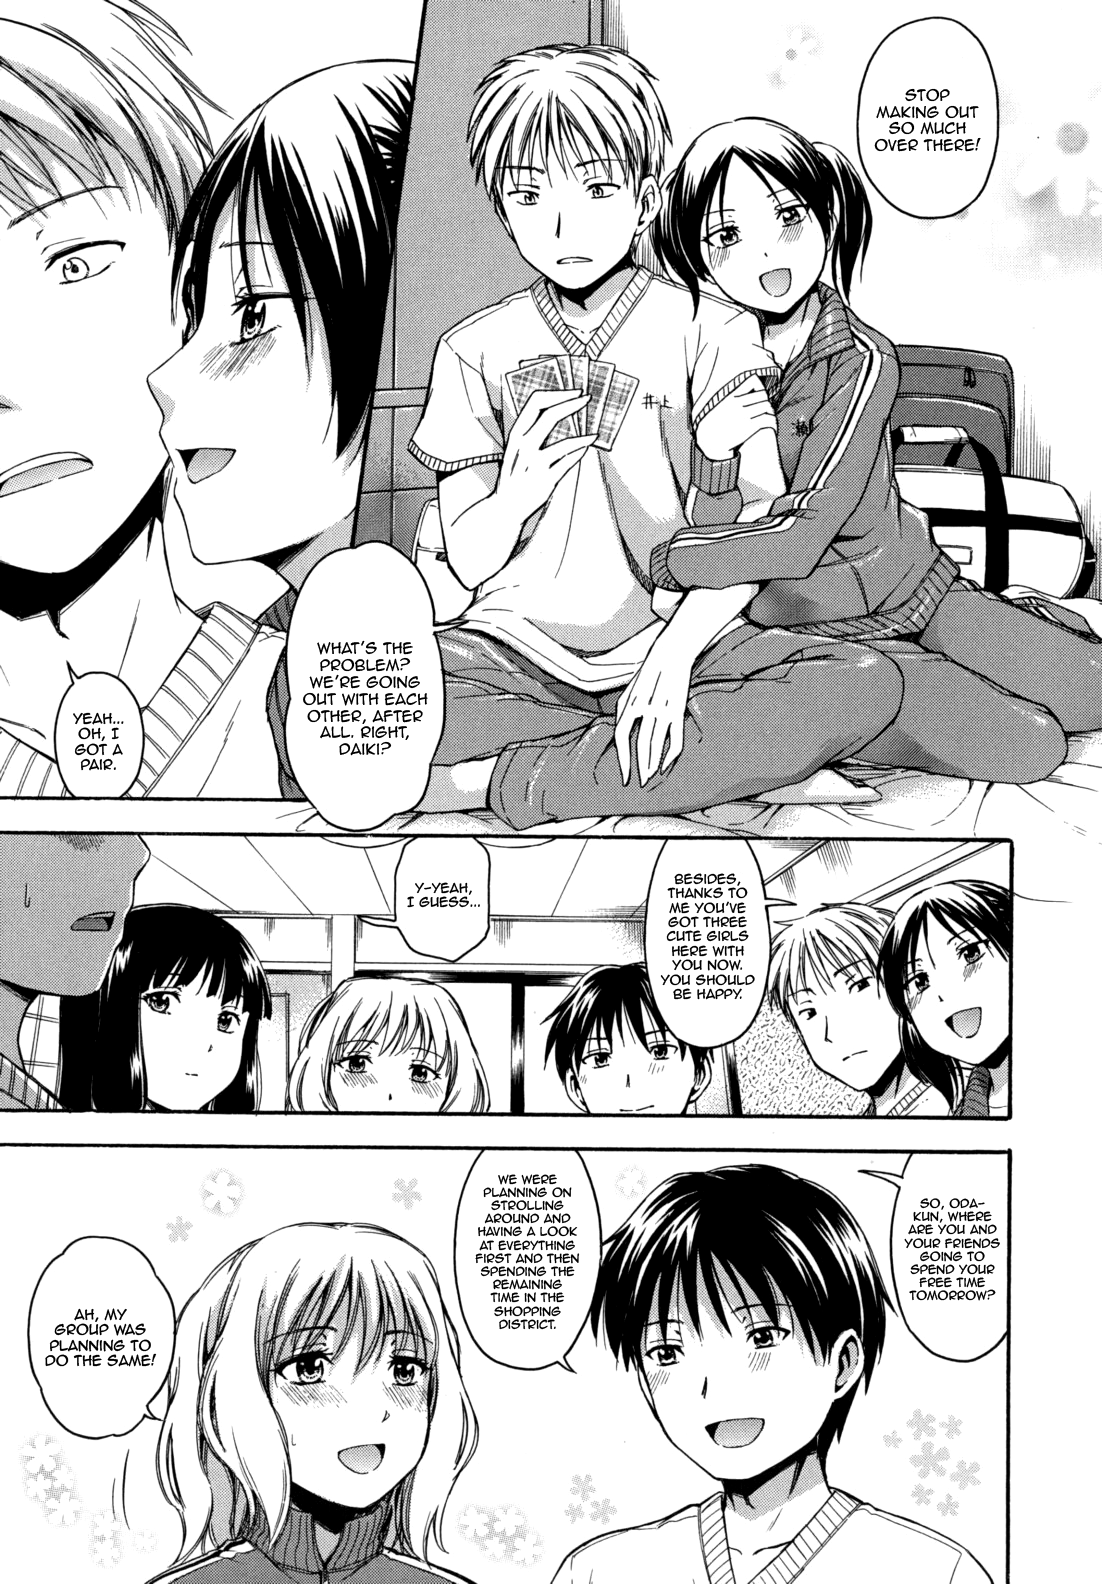 STOP
MAKING OUT
SO MUCH
OVER THERE!
井上
瀬
WHAT'S THE
PROBLEM?
WE'RE GOING
OUT WITH EACH
OTHER, AFTER
ALL. RIGHT,
DAIKI?
YEAH...
OH, I
GOT A
PAIR.
BESIDES,
THANKS TO
ME YOU'VE
GOT THREE
CUTE GIRLS
HERE WITH
YOU NOW.
YOU SHOULD
BE HAPPY.
Y-YEAH,
I GUESS...
SO, ODA-
KUN, WHERE
ARE YOU AND
YOUR FRIENDS
GOING TO
SPEND YOUR
FREE TIME
TOMORROW?
WE WERE
PLANNING ON
STROLLING
AROUND AND
HAVING A LOOK
AT EVERYTHING
FIRST AND THEN
SPENDING THE
REMAINING
TIME IN THE
SHOPPING
DISTRICT.
AH, MY
GROUP WAS
PLANNING TO
DO THE SAME!